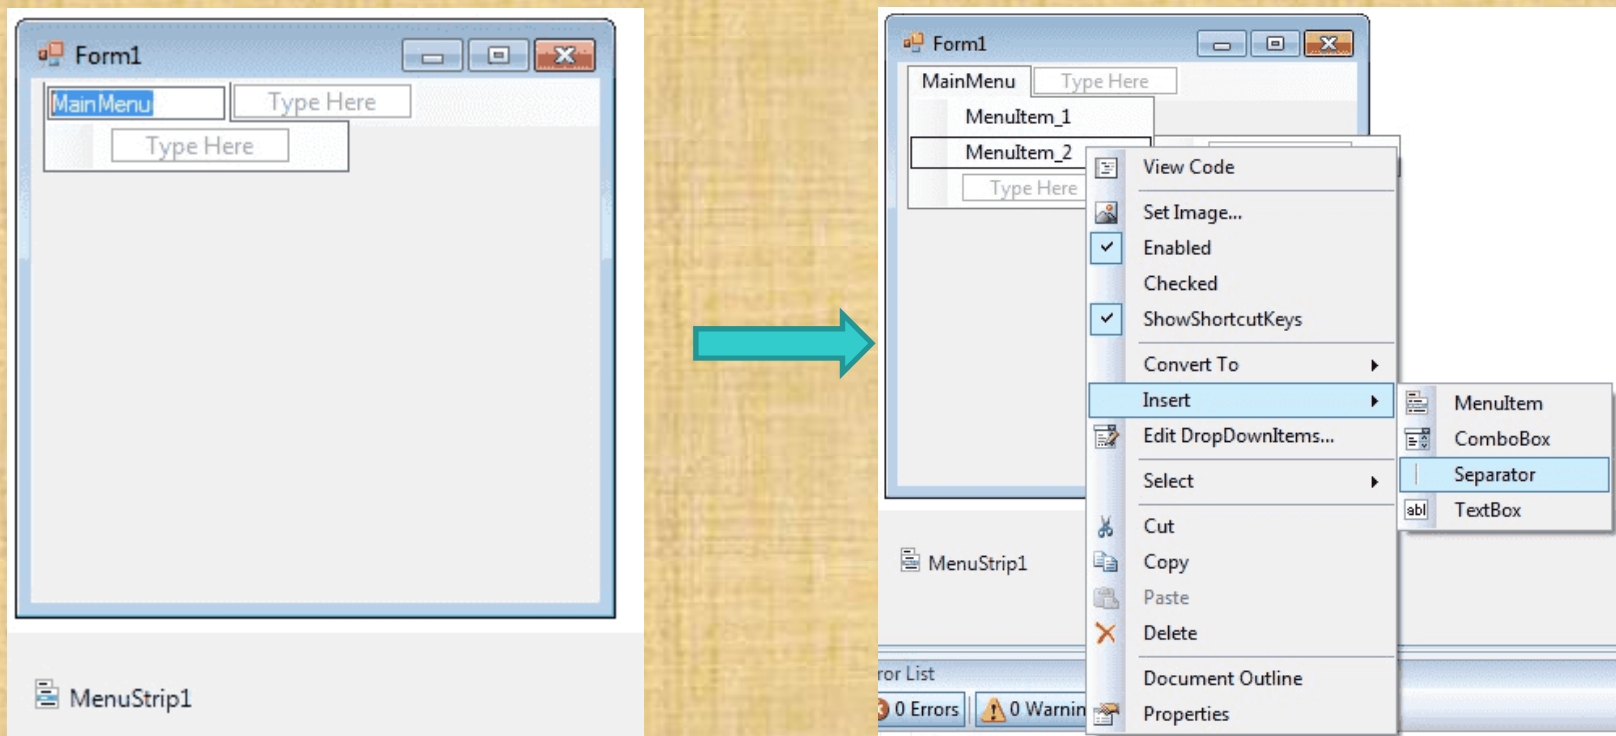 Form1
MainMenu
Type Here
Type Here
MenuStrip1
Form1
MainMenu
Type Here
MenuItem_1
MenuItem_2
Type Here
View Code
Set Image...
Enabled
Checked
ShowShortcutKeys
Convert To
Insert
Edit DropDownItems...
Select
Cut
Copy
Paste
Delete
Document Outline
Properties
MenuItem
ComboBox
Separator
abl
TextBox
MenuStrip1
ror List
0 Errors
0 Warnin